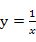 y = 1/x